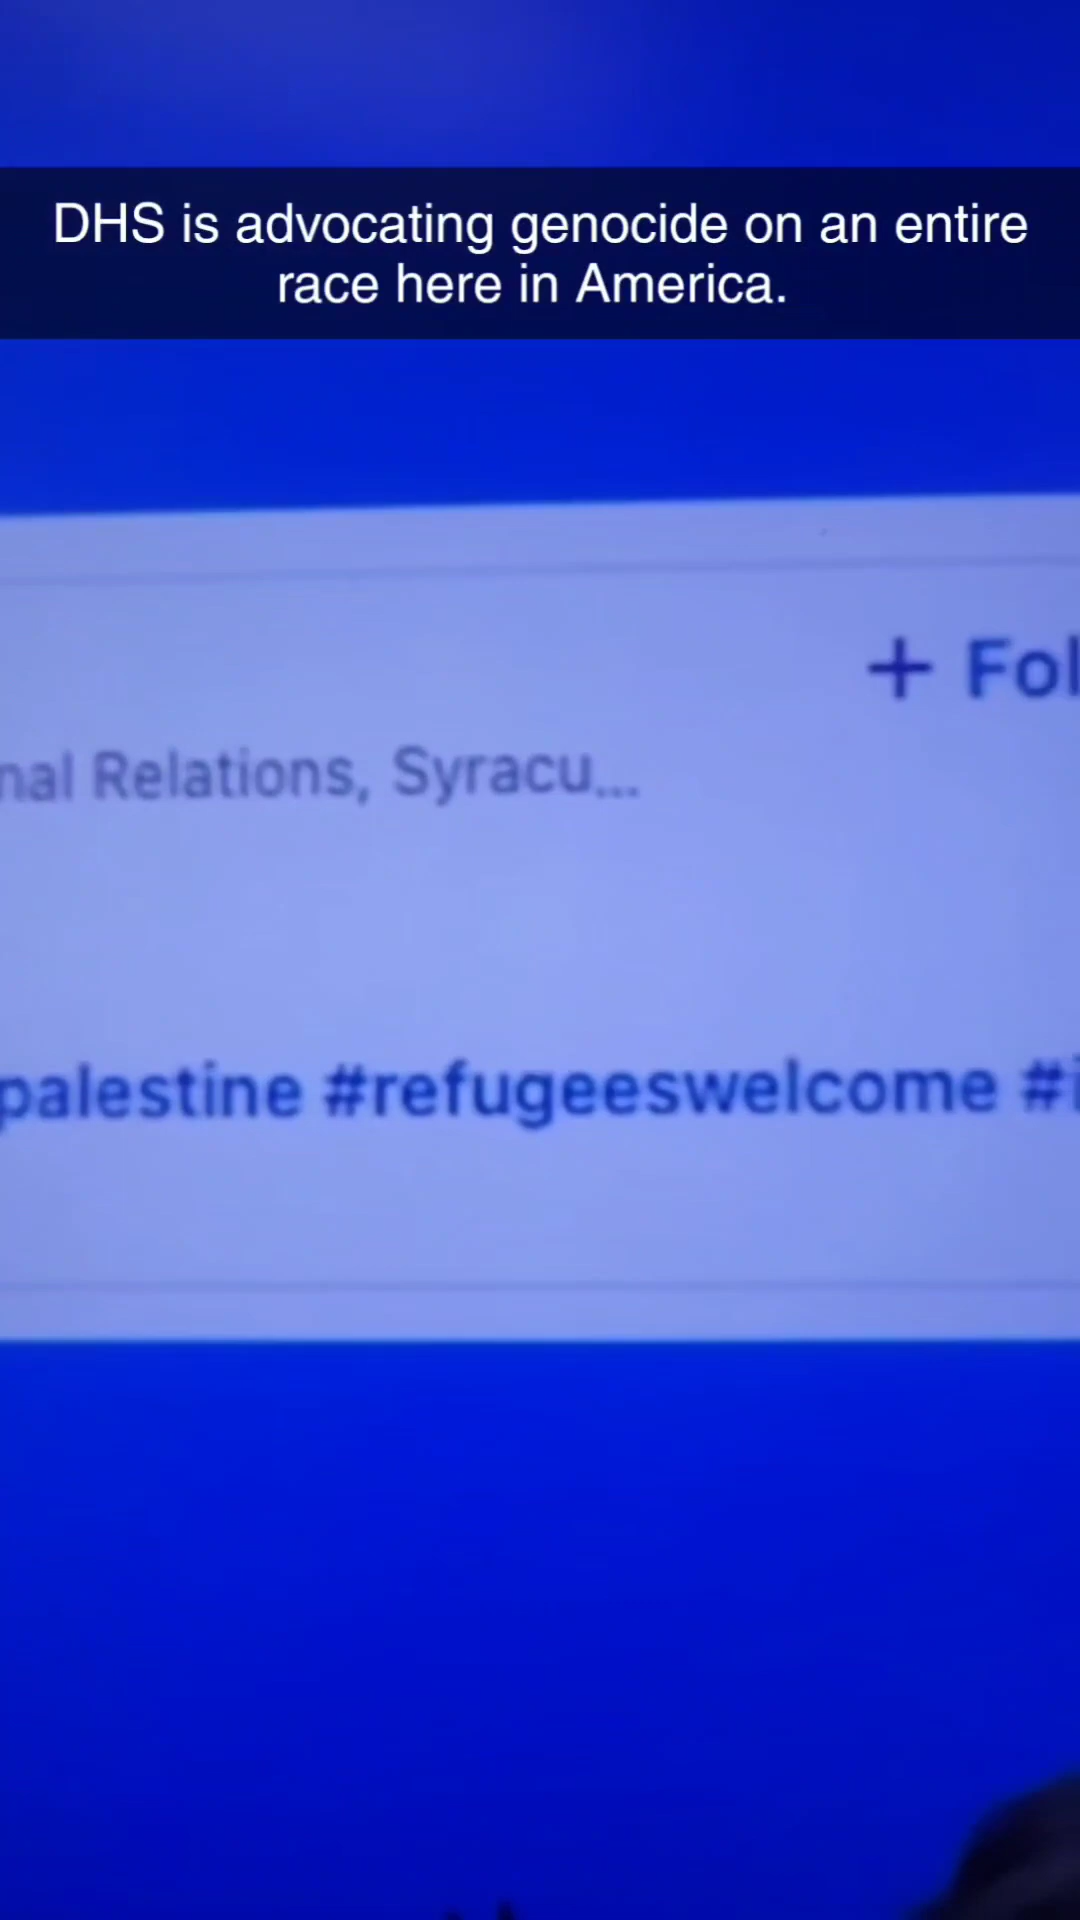 DHS is advocating genocide on an entire
race here in America.
+ Fol
nal Relations, Syracu...
palestine #refugeeswelcome #i